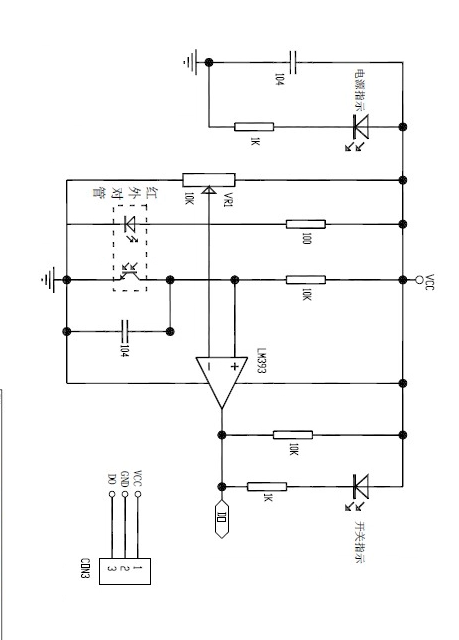 104
电源指示
1K
10K
VR1
红外对管
100
10K
VCC
104
LM393
-
+
10K
1K
DO
开关指示
VCC
GND
DO
1
2
3
CON3